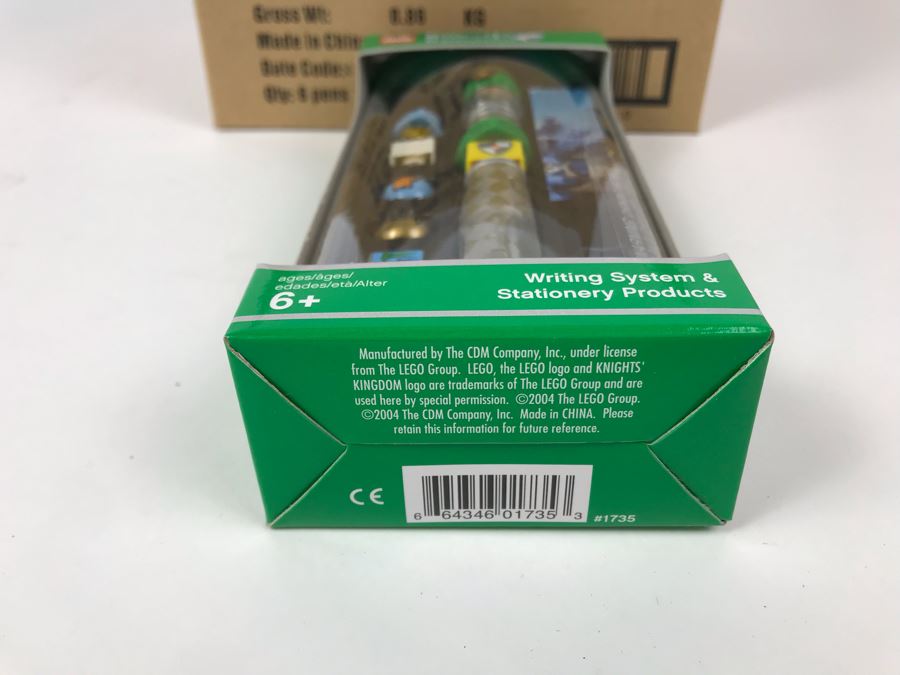 Gross Wt: 0.80 KG
Made in China
Date Code:
Qty: 6 pens
ages/âges/
edades/età/Alter
6+
Writing System &
Stationery Products
Manufactured by The CDM Company, Inc., under license
from The LEGO Group. LEGO, the LEGO logo and KNIGHTS'
KINGDOM logo are trademarks of The LEGO Group and are
used here by special permission. ©2004 The LEGO Group.
©2004 The CDM Company, Inc. Made in CHINA. Please
retain this information for future reference.
CE
6 64346 01735 3
#1735